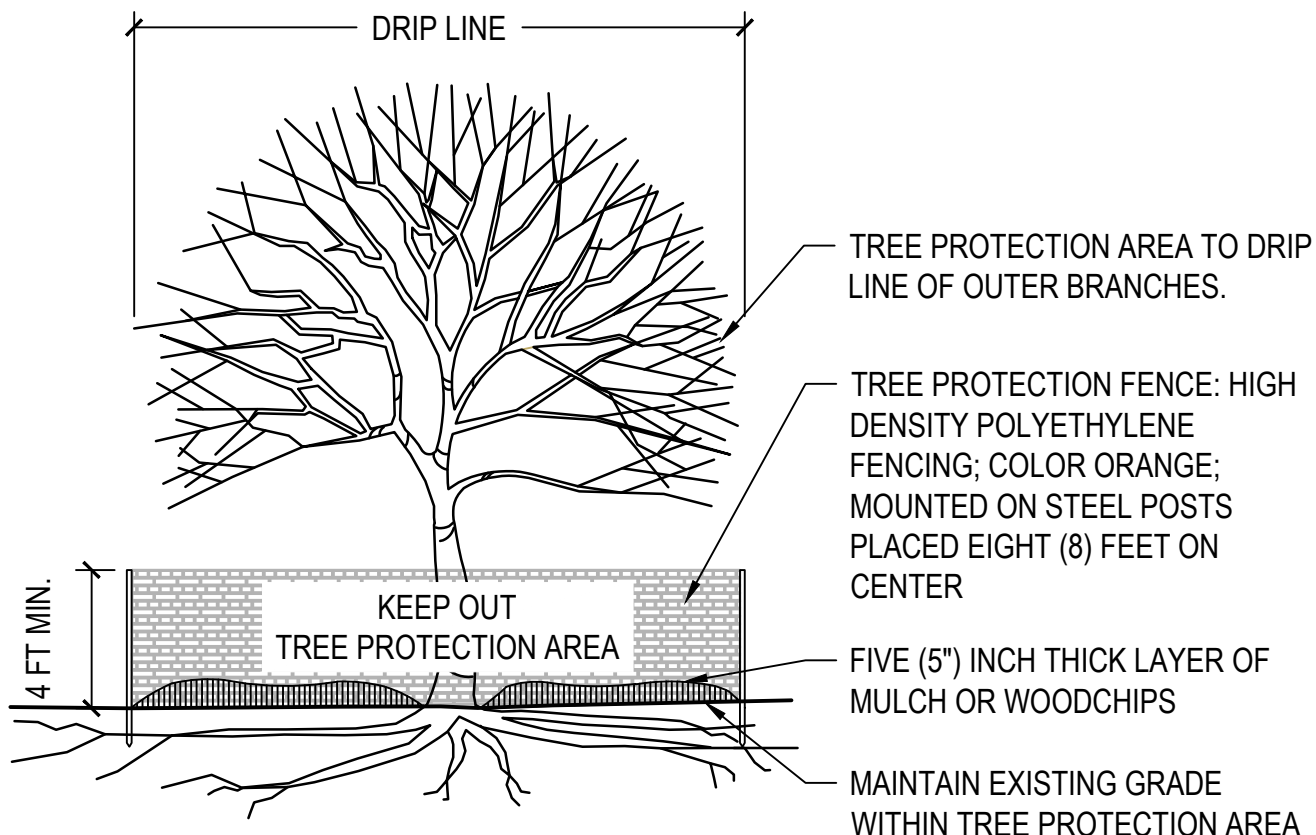 DRIP LINE
TREE PROTECTION AREA TO DRIP
LINE OF OUTER BRANCHES.
TREE PROTECTION FENCE: HIGH
DENSITY POLYETHYLENE
FENCING; COLOR ORANGE;
MOUNTED ON STEEL POSTS
PLACED EIGHT (8) FEET ON
CENTER
4 FT MIN.
KEEP OUT
TREE PROTECTION AREA
FIVE (5") INCH THICK LAYER OF
MULCH OR WOODCHIPS
MAINTAIN EXISTING GRADE
WITHIN TREE PROTECTION AREA